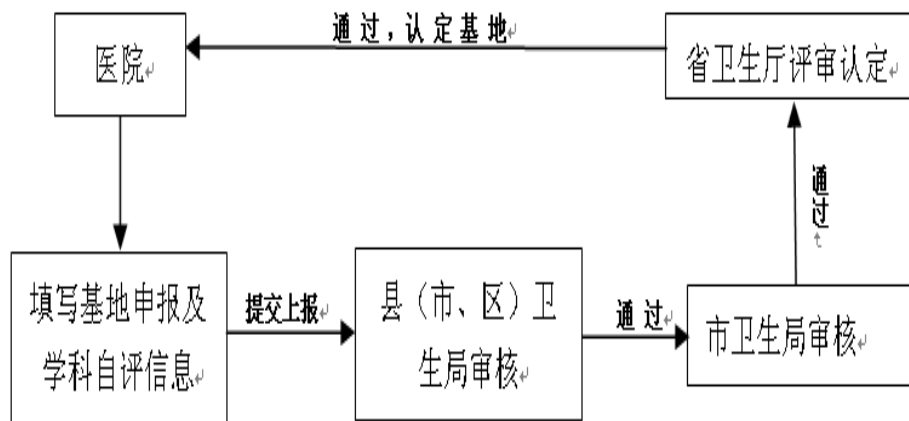 通过，认定基地
医院
省卫生厅评审认定
通过
填写基地申报及
学科自评信息
提交上报
县（市、区）卫
生局审核
通过
市卫生局审核